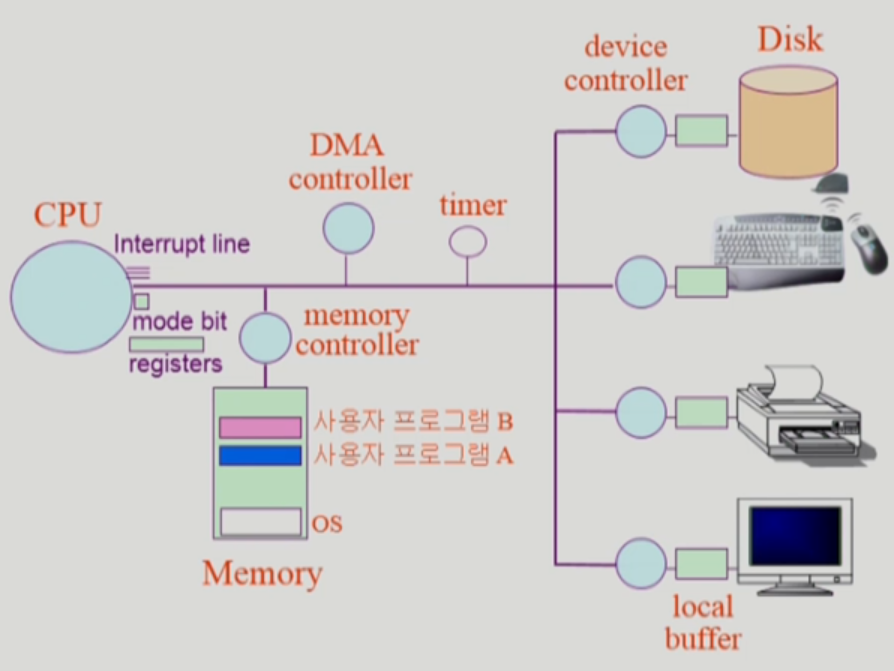 device
controller
Disk
DMA
controller
timer
CPU
Interrupt line
mode bit
registers
memory
controller
사용자 프로그램 B
사용자 프로그램 A
OS
Memory
local
buffer